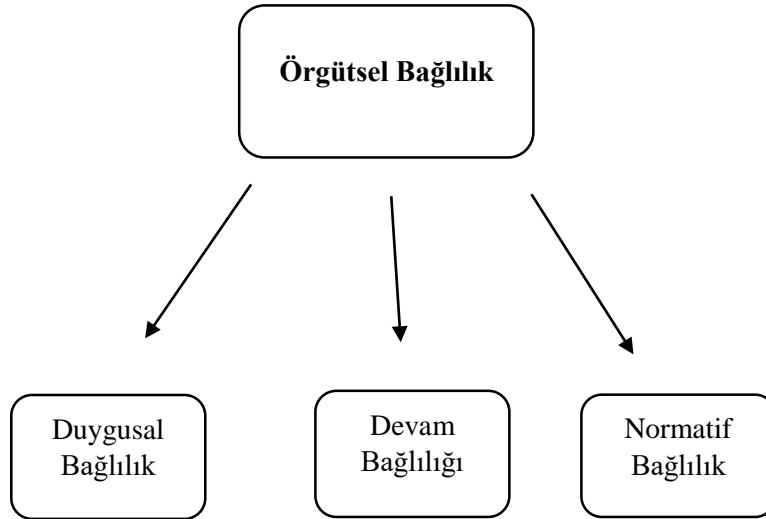 Örgütsel Bağlılık
Duygusal
Bağlılık
Devam
Bağlılığı
Normatif
Bağlılık